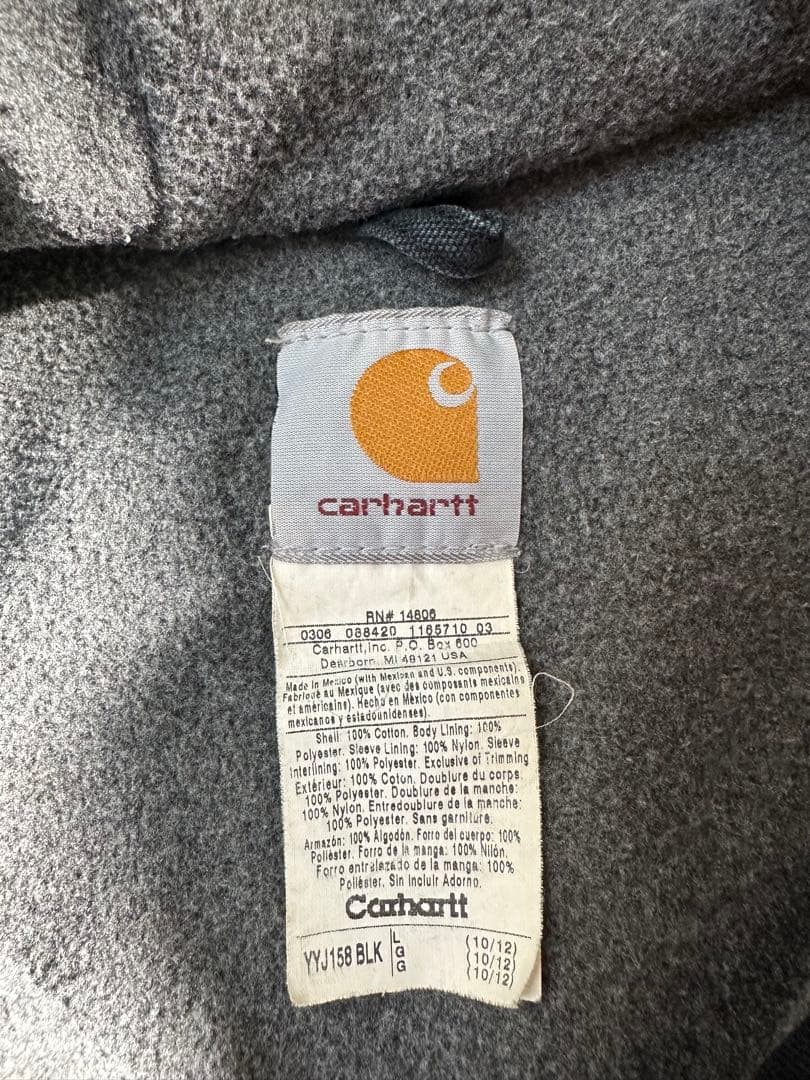 carhartt
RN# 14806
0306 088420 1165710 03
Carhartt,Inc. P.O. Box 600
Dearborn, MI 49121 USA
Made in Mexico (with Mexican and U.S. components).
Fabriqué au Mexique (avec des composants mexicains
et américains). Hecho en México (con componentes
mexicanos y estadounidenses).
Shell: 100% Cotton. Body Lining: 100%
Polyester. Sleeve Lining: 100% Nylon. Sleeve
Interlining: 100% Polyester. Exclusive of Trimming
Extérieur: 100% Coton. Doublure du corps:
100% Polyester. Doublure de la manche:
100% Nylon. Entredoublure de la manche:
100% Polyester. Sans garniture.
Armazón: 100% Algodón. Forro del cuerpo: 100%
Poliéster. Forro de la manga: 100% Nilón.
Forro entrelazado de la manga: 100%
Poliéster. Sin Incluir Adorno.
Carhartt
YYJ158 BLK L (10/12)
G (10/12)
G (10/12)